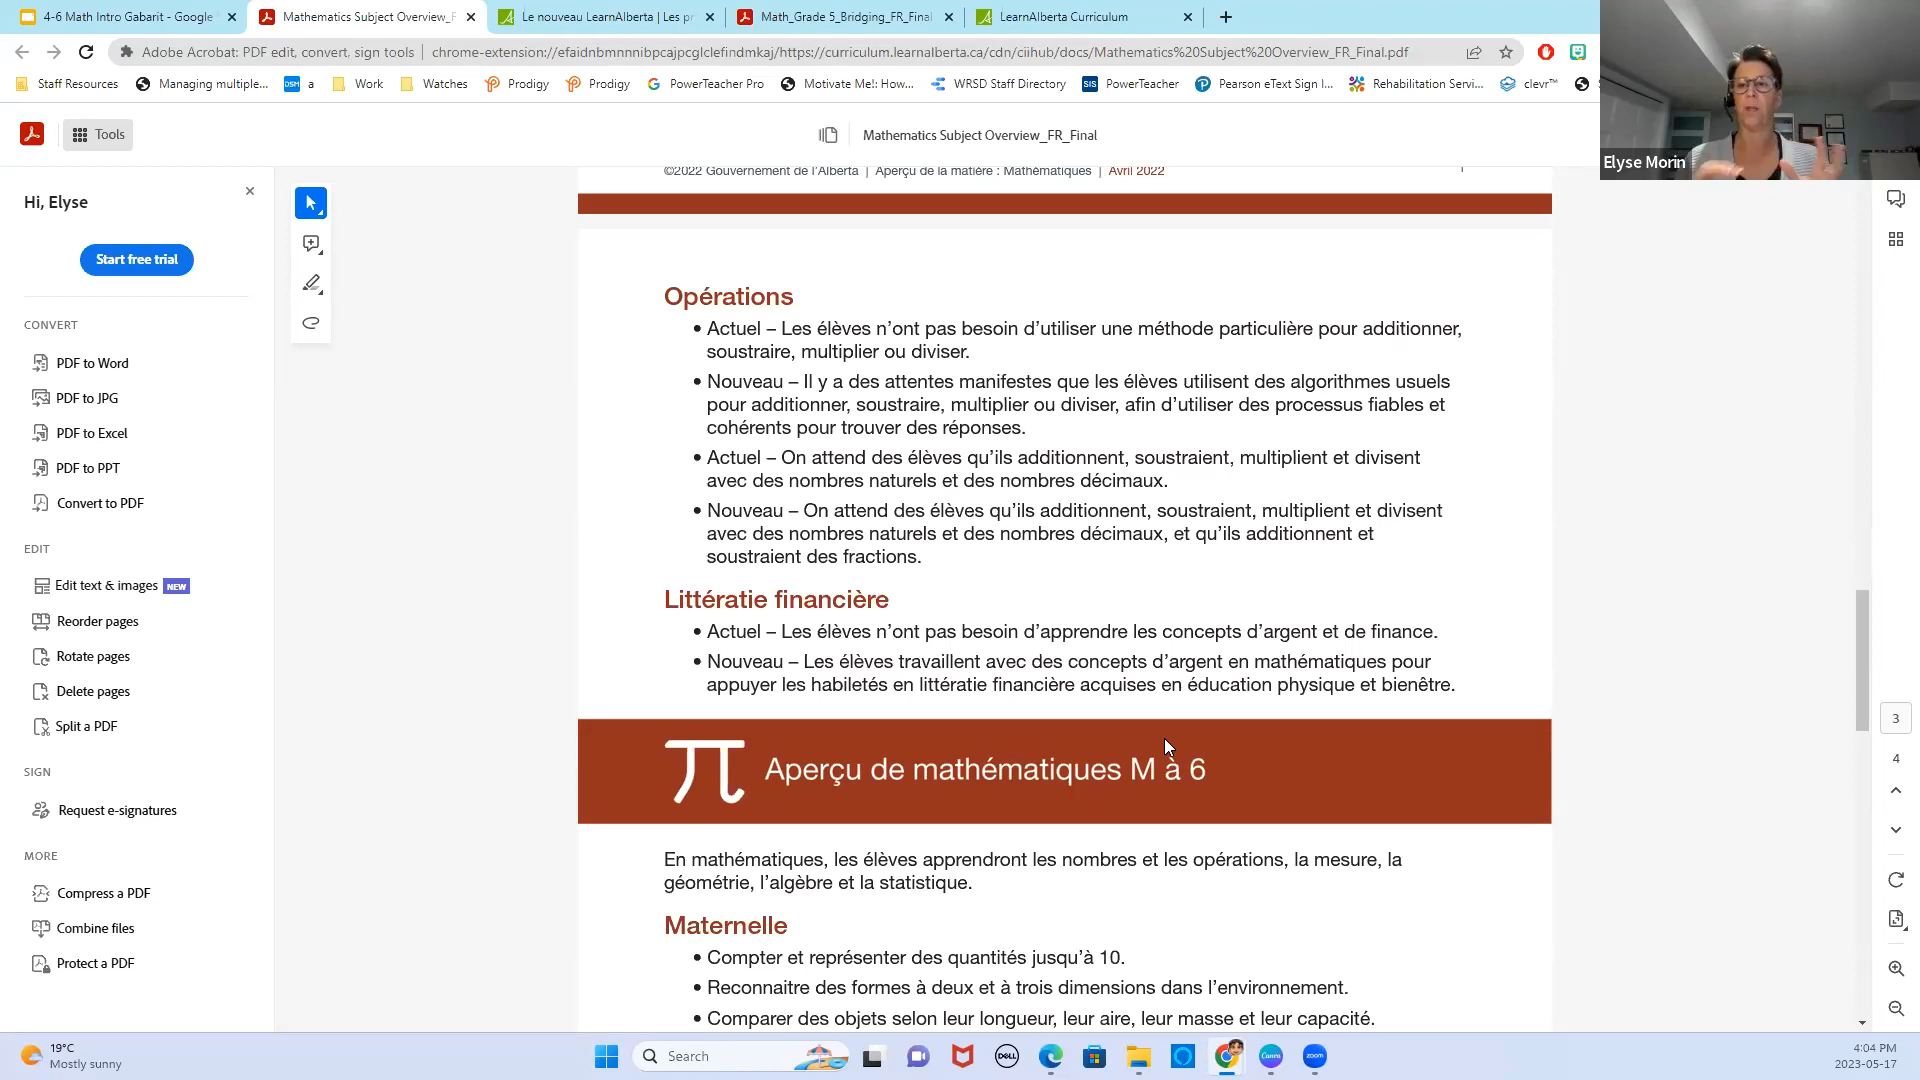 4-6 Math Intro Gabarit - Google
Mathematics Subject Overview_F
Le nouveau LearnAlberta | Les pr
Math_Grade 5_Bridging_FR_Final
LearnAlberta Curriculum
Adobe Acrobat: PDF edit, convert, sign tools | chrome-extension://efaidnbmnnnibpcajpcglclefindmkaj/https://curriculum.learnalberta.ca/cdn/ciihub/docs/Mathematics%20Subject%20Overview_FR_Final.pdf
Staff Resources
Managing multiple...
DSM a
Work
Watches
Prodigy
Prodigy
PowerTeacher Pro
Motivate Me!: How...
WRSD Staff Directory
SIS PowerTeacher
Pearson eText Sign I...
Rehabilitation Servi...
clevr™
Tools
Mathematics Subject Overview_FR_Final
Elyse Morin
Hi, Elyse
Start free trial
CONVERT
PDF to Word
PDF to JPG
PDF to Excel
PDF to PPT
Convert to PDF
EDIT
Edit text & images NEW
Reorder pages
Rotate pages
Delete pages
Split a PDF
SIGN
Request e-signatures
MORE
Compress a PDF
Combine files
Protect a PDF
©2022 Gouvernement de l'Alberta | Aperçu de la matière : Mathématiques | Avril 2022
Opérations
• Actuel – Les élèves n'ont pas besoin d'utiliser une méthode particulière pour additionner,
soustraire, multiplier ou diviser.
• Nouveau – Il y a des attentes manifestes que les élèves utilisent des algorithmes usuels
pour additionner, soustraire, multiplier ou diviser, afin d'utiliser des processus fiables et
cohérents pour trouver des réponses.
• Actuel – On attend des élèves qu'ils additionnent, soustraient, multiplient et divisent
avec des nombres naturels et des nombres décimaux.
• Nouveau – On attend des élèves qu'ils additionnent, soustraient, multiplient et divisent
avec des nombres naturels et des nombres décimaux, et qu'ils additionnent et
soustraient des fractions.
Littératie financière
• Actuel – Les élèves n'ont pas besoin d'apprendre les concepts d'argent et de finance.
• Nouveau – Les élèves travaillent avec des concepts d'argent en mathématiques pour
appuyer les habiletés en littératie financière acquises en éducation physique et bienêtre.
π Aperçu de mathématiques M à 6
En mathématiques, les élèves apprendront les nombres et les opérations, la mesure, la
géométrie, l'algèbre et la statistique.
Maternelle
• Compter et représenter des quantités jusqu'à 10.
• Reconnaitre des formes à deux et à trois dimensions dans l'environnement.
• Comparer des objets selon leur longueur, leur aire, leur masse et leur capacité.
3
4
19°C
Mostly sunny
Search
DELL
Canva
zoom
4:04 PM
2023-05-17